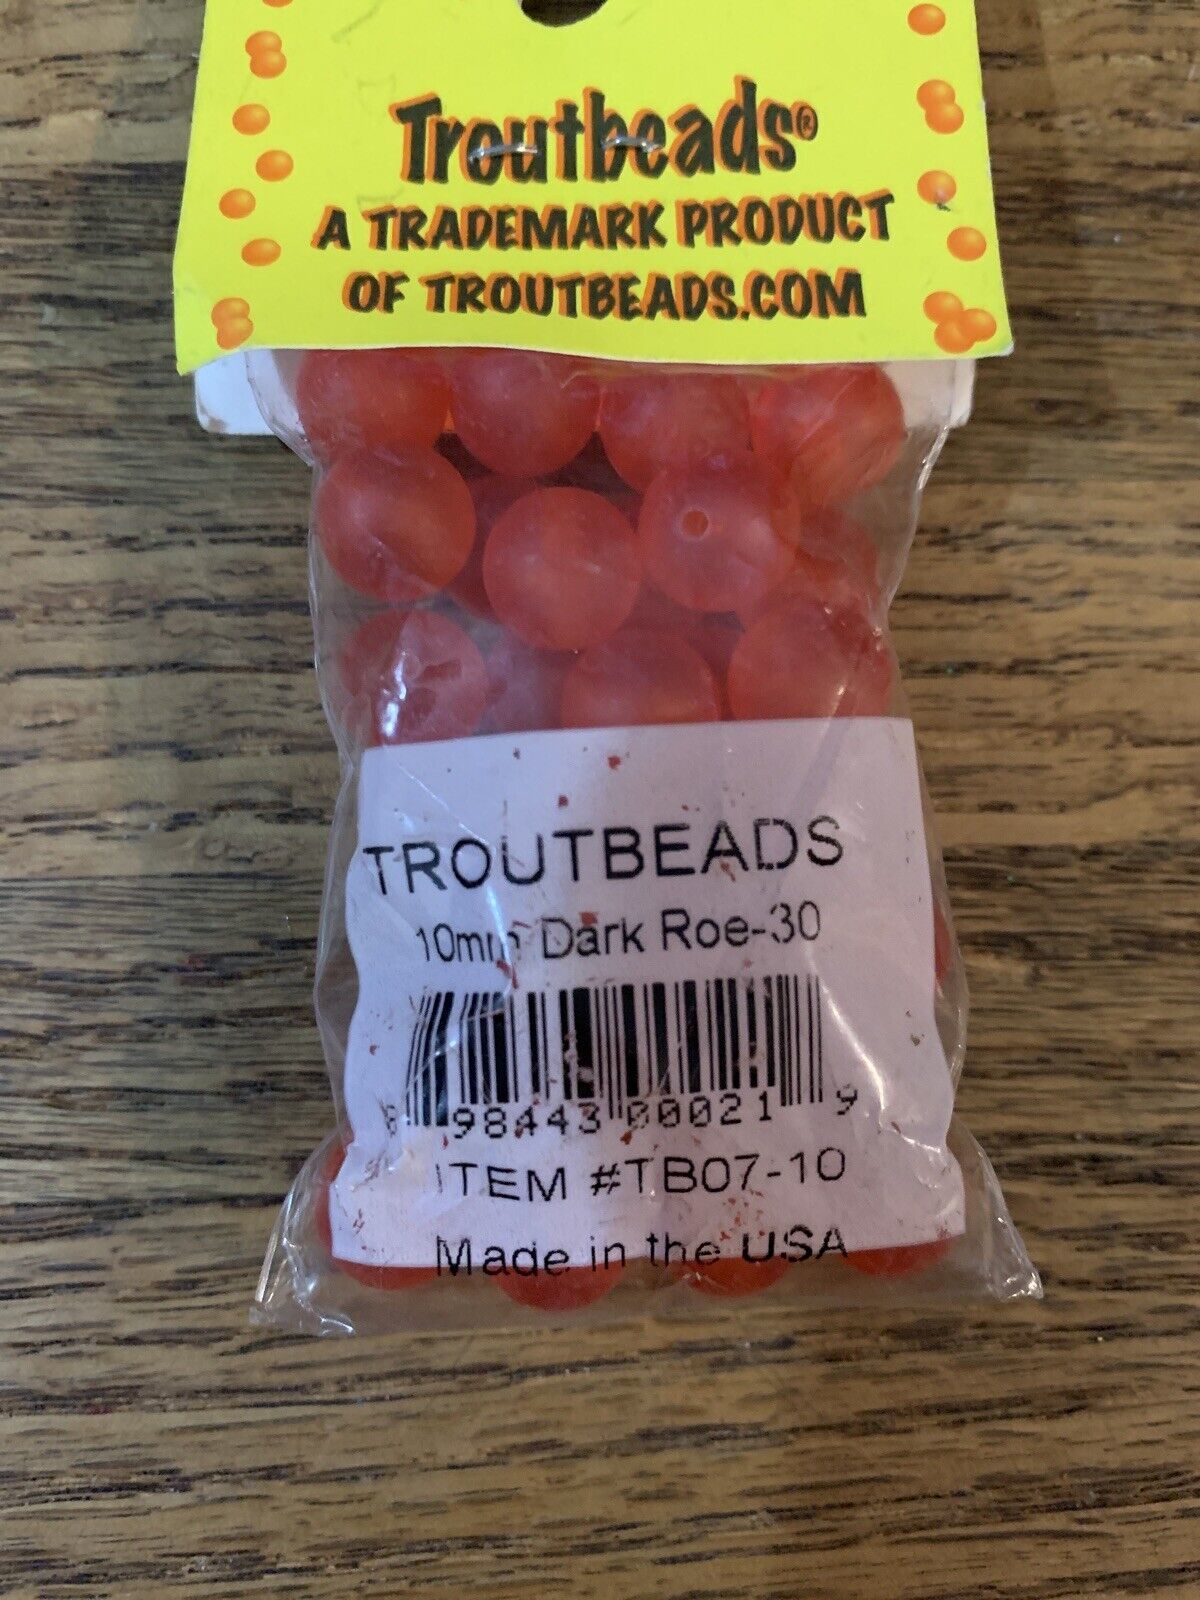 Troutbeads®
A TRADEMARK PRODUCT
OF TROUTBEADS.COM
TROUTBEADS
10mm Dark Roe-30
6 98443 00021 9
ITEM #TB07-10
Made in the USA